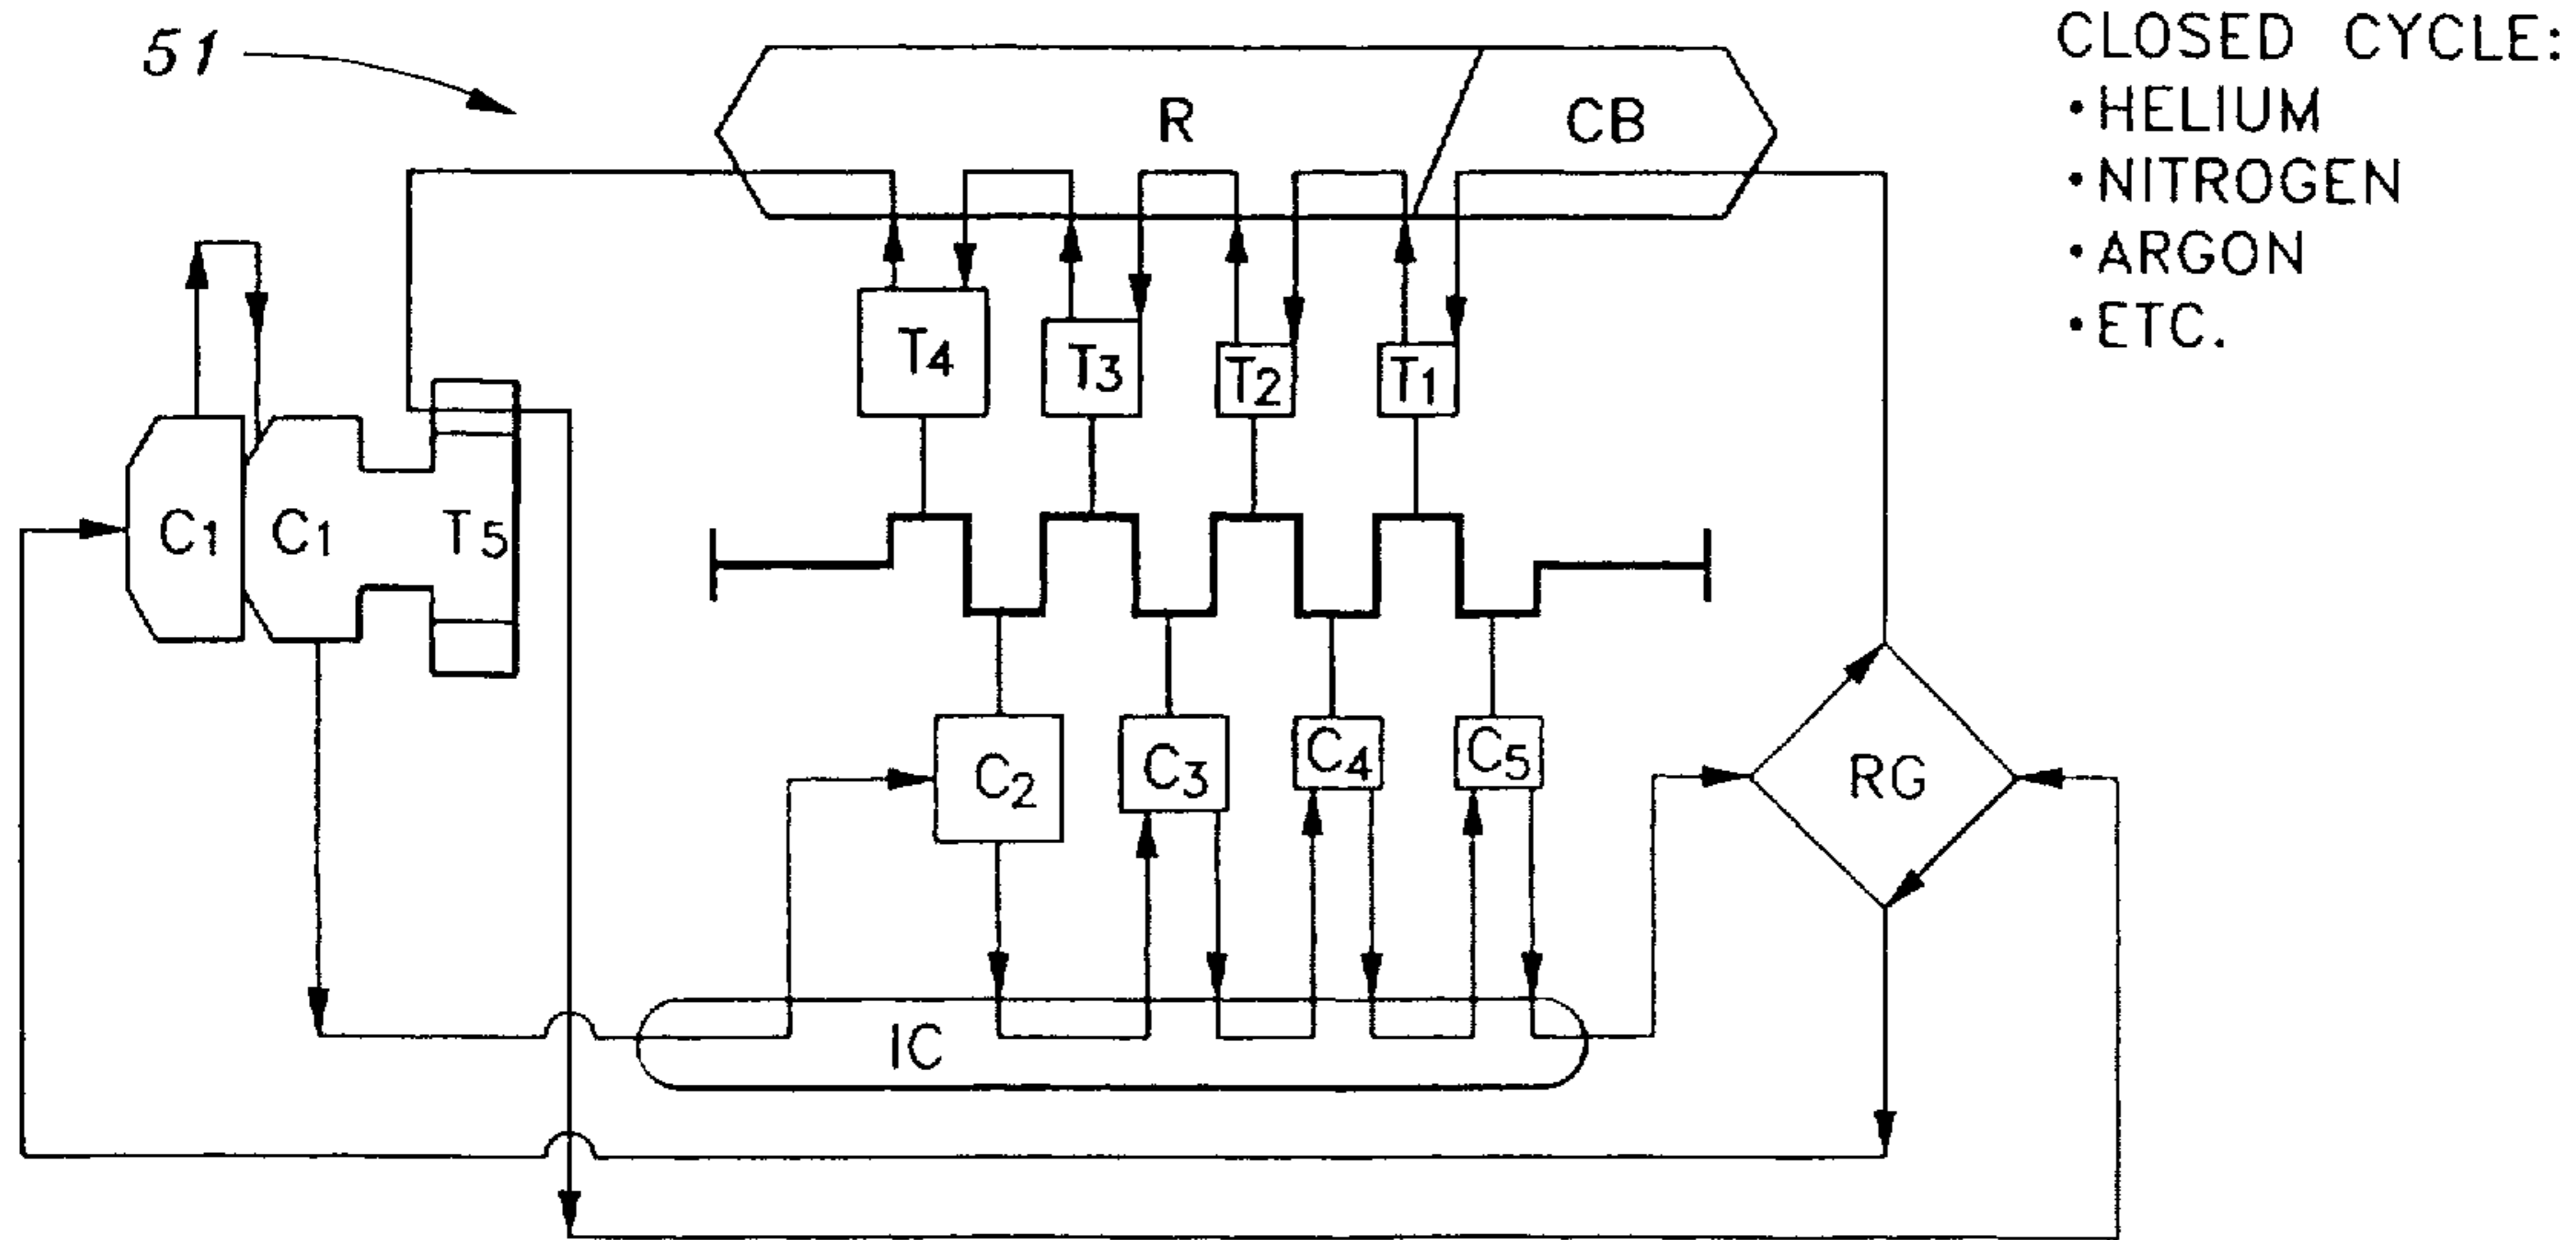 51
CLOSED CYCLE:
•HELIUM
•NITROGEN
•ARGON
•ETC.
R
CB
T4
T3
T2
T1
C1
C1
T5
C2
C3
C4
C5
RG
IC